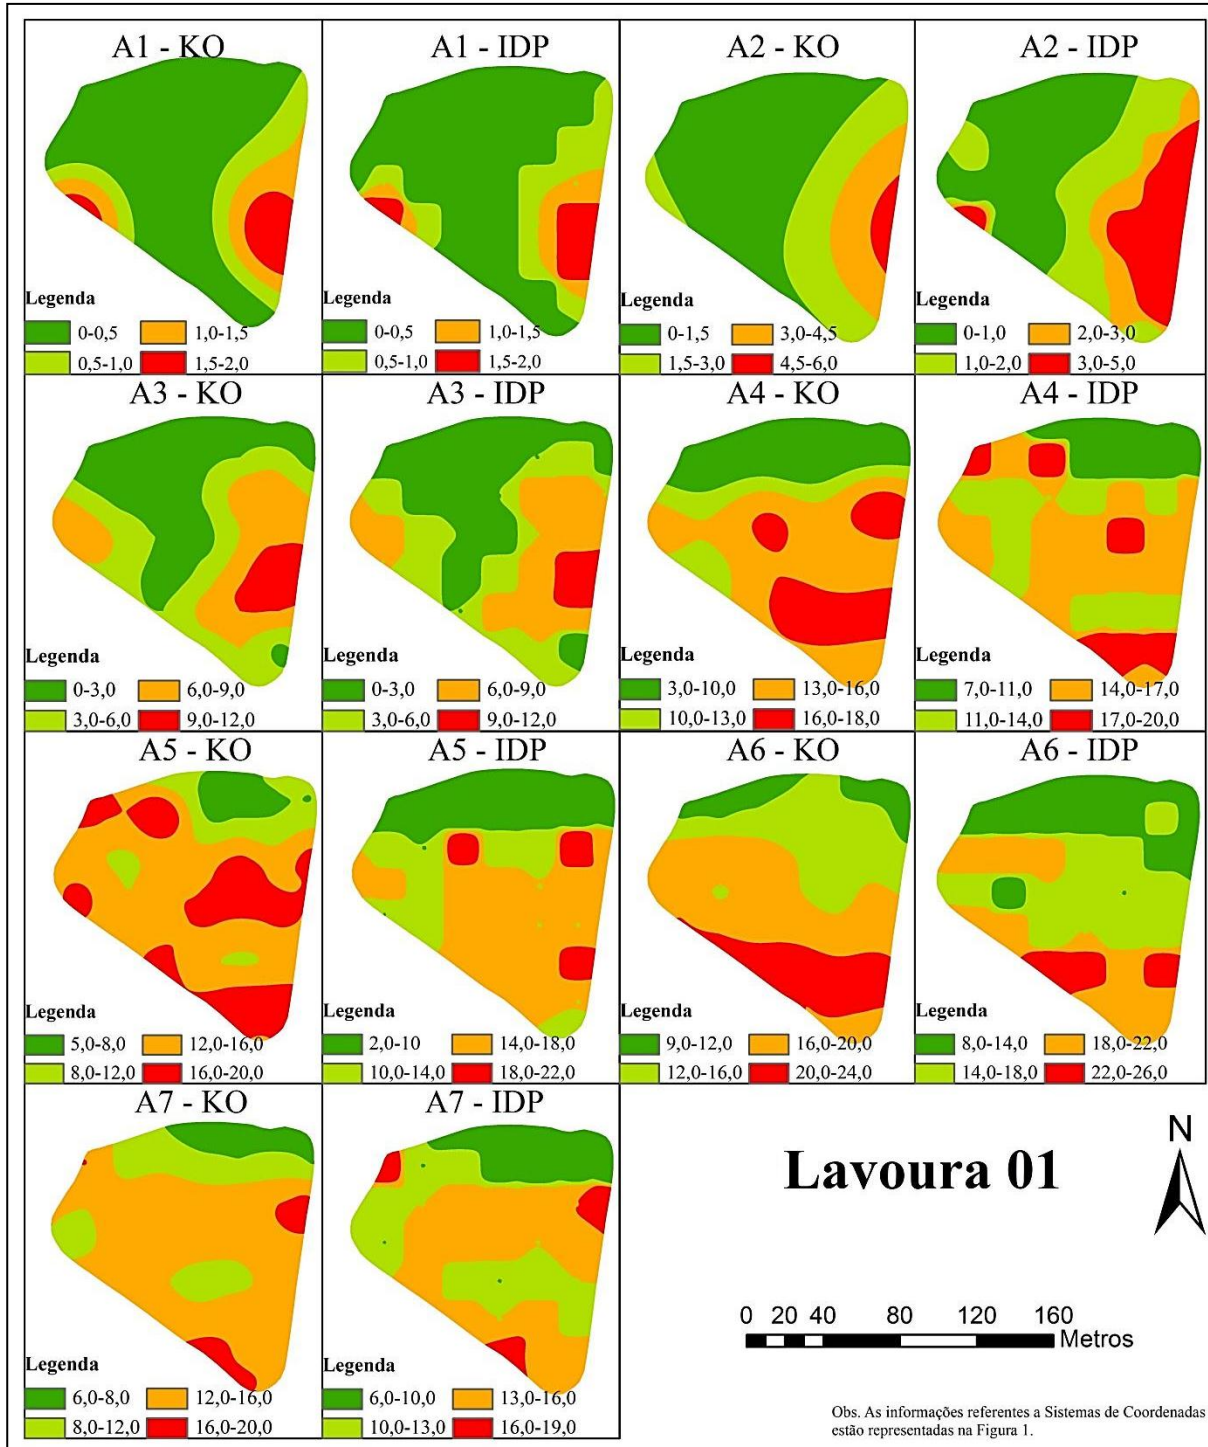 A1 - KO
Legenda
0-0,5 1,0-1,5
0,5-1,0 1,5-2,0
A1 - IDP
Legenda
0-0,5 1,0-1,5
0,5-1,0 1,5-2,0
A2 - KO
Legenda
0-1,5 3,0-4,5
1,5-3,0 4,5-6,0
A2 - IDP
Legenda
0-1,0 2,0-3,0
1,0-2,0 3,0-5,0
A3 - KO
Legenda
0-3,0 6,0-9,0
3,0-6,0 9,0-12,0
A3 - IDP
Legenda
0-3,0 6,0-9,0
3,0-6,0 9,0-12,0
A4 - KO
Legenda
3,0-10,0 13,0-16,0
10,0-13,0 16,0-18,0
A4 - IDP
Legenda
7,0-11,0 14,0-17,0
11,0-14,0 17,0-20,0
A5 - KO
Legenda
5,0-8,0 12,0-16,0
8,0-12,0 16,0-20,0
A5 - IDP
Legenda
2,0-10 14,0-18,0
10,0-14,0 18,0-22,0
A6 - KO
Legenda
9,0-12,0 16,0-20,0
12,0-16,0 20,0-24,0
A6 - IDP
Legenda
8,0-14,0 18,0-22,0
14,0-18,0 22,0-26,0
A7 - KO
Legenda
6,0-8,0 12,0-16,0
8,0-12,0 16,0-20,0
A7 - IDP
Legenda
6,0-10,0 13,0-16,0
10,0-13,0 16,0-19,0
Lavoura 01
N
0 20 40 80 120 160
Metros
Obs. As informações referentes a Sistemas de Coordenadas
estão representadas na Figura 1.